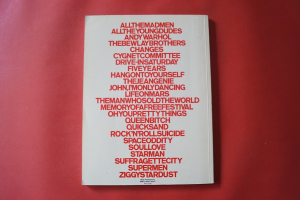 ALLTHEMADMEN
ALLTHEYOUNGDUDES
ANDYWARHOL
THEBEWLAYBROTHERS
CHANGES
CYGNETCOMMITTEE
DRIVE-INSATURDAY
FIVEYEARS
HANGONTOYOURSELF
THEJEANGENIE
JOHN,I'MONLYDANCING
LIFEONMARS
THEMANWHOSOLDTHEWORLD
MEMORYOFAFREEFESTIVAL
OHYOUPRETTYTHINGS
QUEENBITCH
QUICKSAND
ROCK'N'ROLLSUICIDE
SPACEODDITY
SOULLOVE
STARMAN
SUFFRAGETTECITY
SUPERMEN
ZIGGYSTARDUST